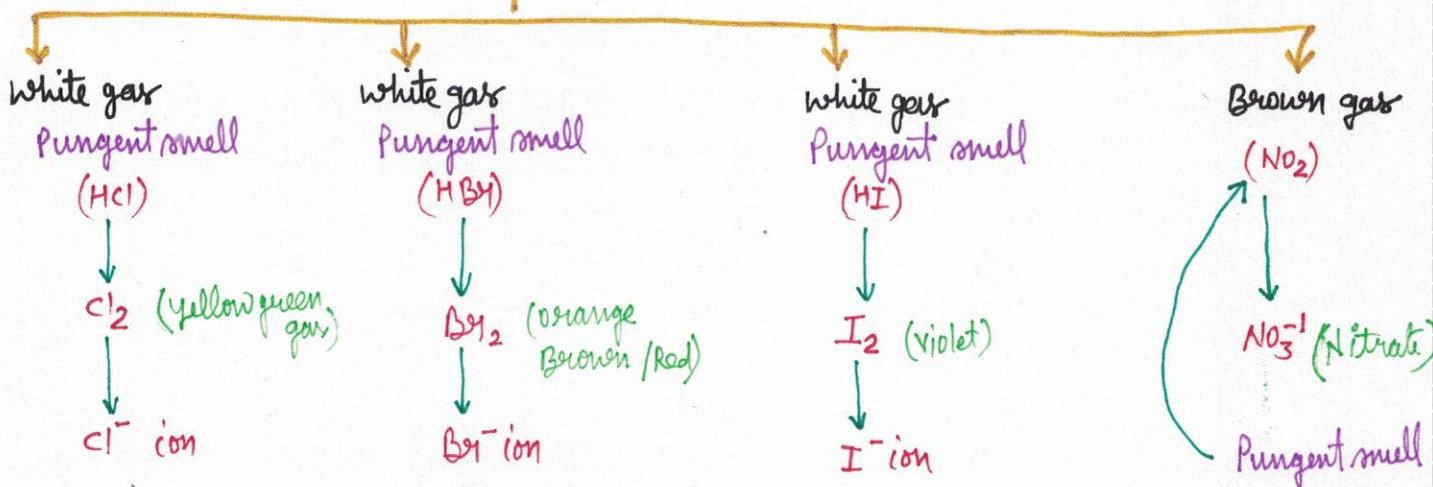 white gas
Pungent smell
(HCl)
Cl₂ (yellow green gas)
Cl⁻ ion
white gas
Pungent smell
(HBr)
Br₂ (orange Brown/Red)
Br⁻ ion
white gas
Pungent smell
(HI)
I₂ (violet)
I⁻ ion
Brown gas
(NO₂)
NO₃⁻¹ (Nitrate)
Pungent smell